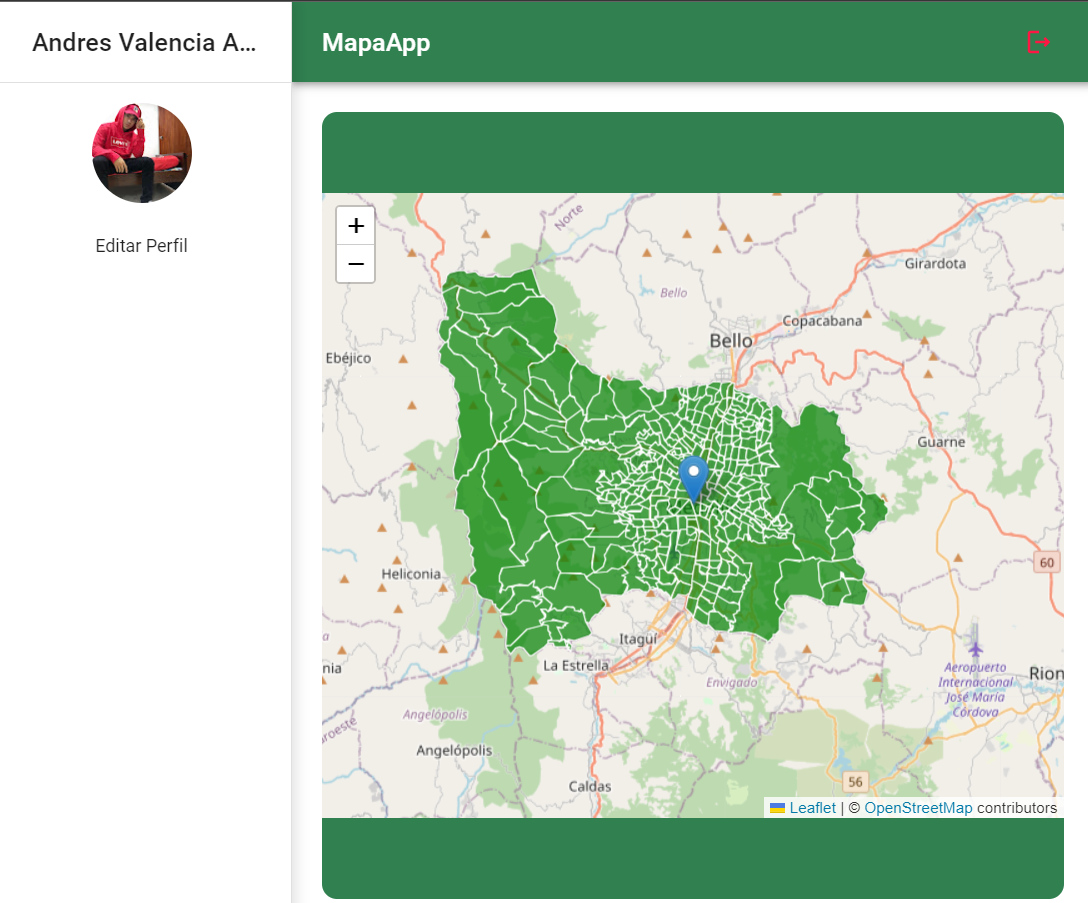 Andres Valencia A...
MapaApp
Editar Perfil
+
−
Norte
Girardota
Bello
Copacabana
Bello
Ebéjico
Guarne
60
Heliconia
a
Itagüí
La Estrella
nia
Envigado
Aeropuerto
Internacional
José María
Córdova
Rion
Angelópolis
uroeste
Angelópolis
56
Caldas
Leaflet | © OpenStreetMap contributors